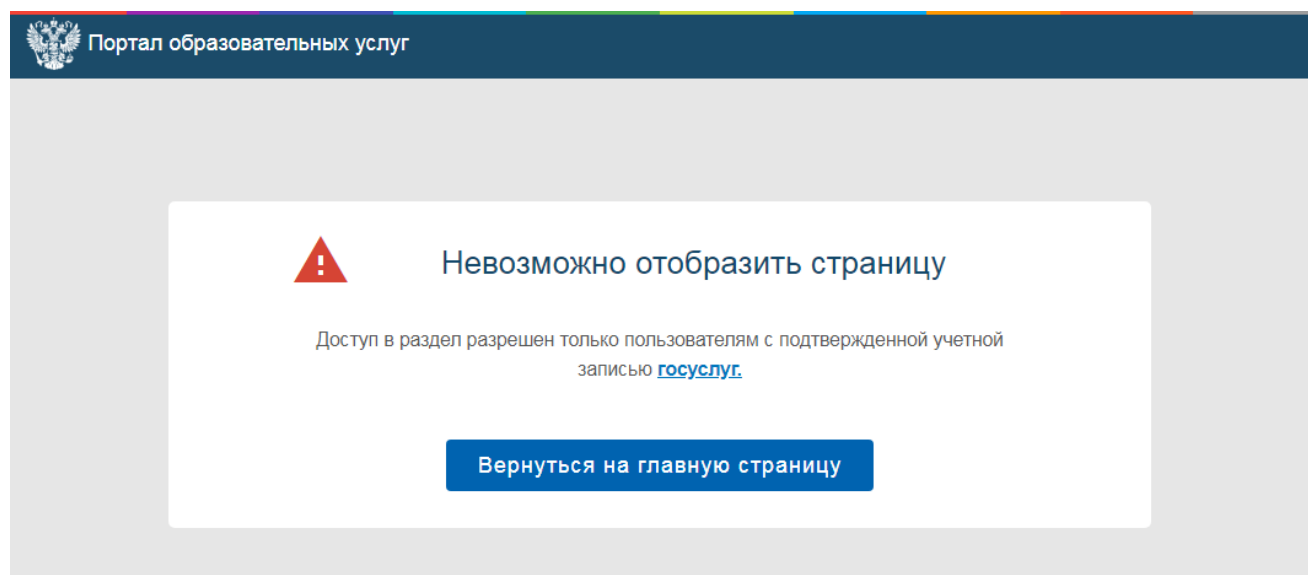 Портал образовательных услуг
Невозможно отобразить страницу
Доступ в раздел разрешен только пользователям с подтвержденной учетной
записью госуслуг.
Вернуться на главную страницу